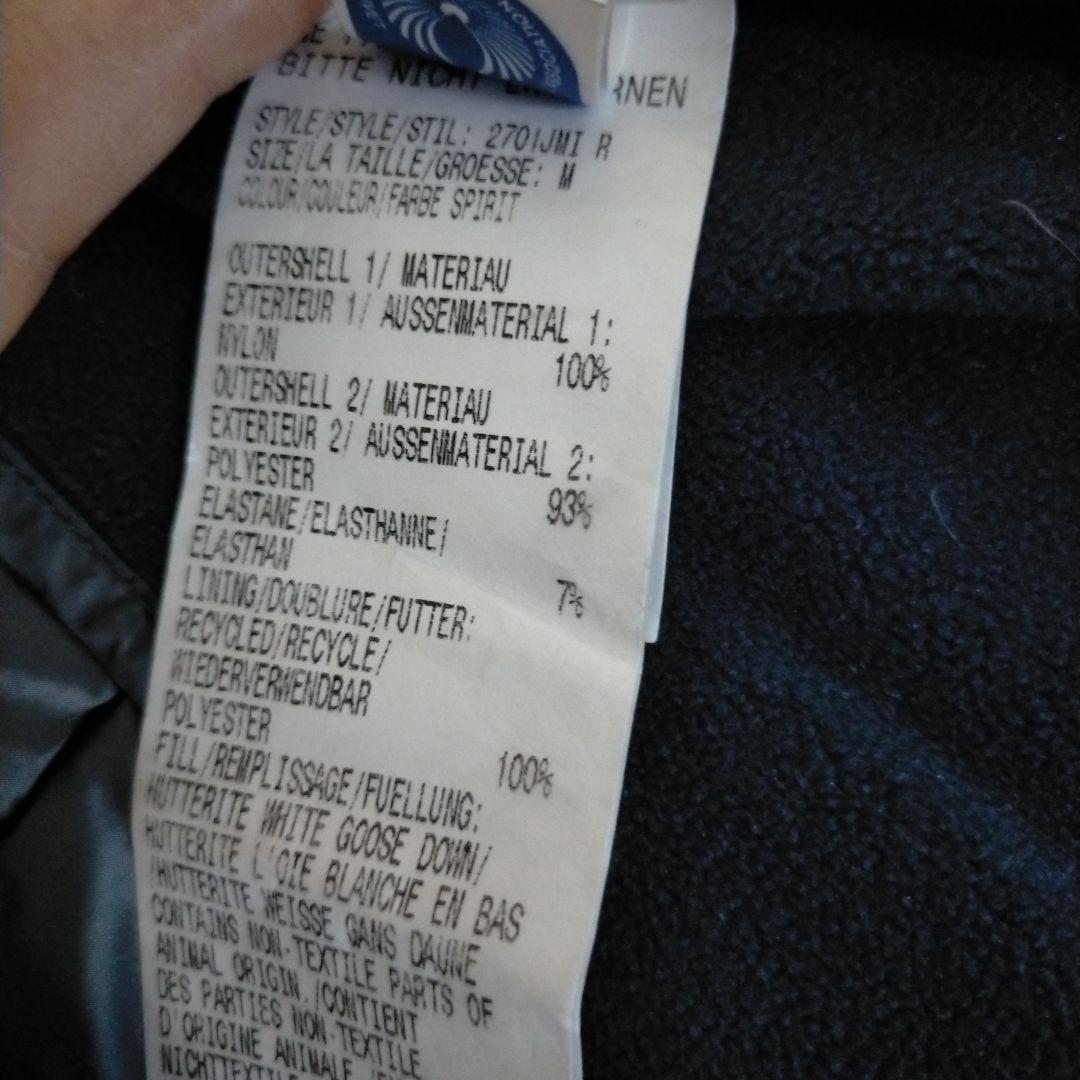 BITTE NICHT
RNEN
STYLE/STYLE/STIL: 2701JMI R
SIZE/LA TAILLE/GROESSE: M
COLOUR/COULEUR/FARBE SPIRIT
OUTERSHELL 1/ MATERIAU
EXTERIEUR 1/ AUSSENMATERIAL 1:
NYLON 100%
OUTERSHELL 2/ MATERIAU
EXTERIEUR 2/ AUSSENMATERIAL 2:
POLYESTER 93%
ELASTANE/ELASTHANNE/
ELASTHAN 7%
LINING/DOUBLURE/FUTTER:
RECYCLED/RECYCLE/
WIEDERVERWENDBAR
POLYESTER 100%
FILL/REMPLISSAGE/FUELLUNG:
HUTTERITE WHITE GOOSE DOWN/
HUTTERITE L'OIE BLANCHE EN BAS
/HUTTERITE WEISSE GANS DAUNE
CONTAINS NON-TEXTILE PARTS OF
ANIMAL ORIGIN./CONTIENT
DES PARTIES NON-TEXTILE
D'ORIGINE ANIMALE